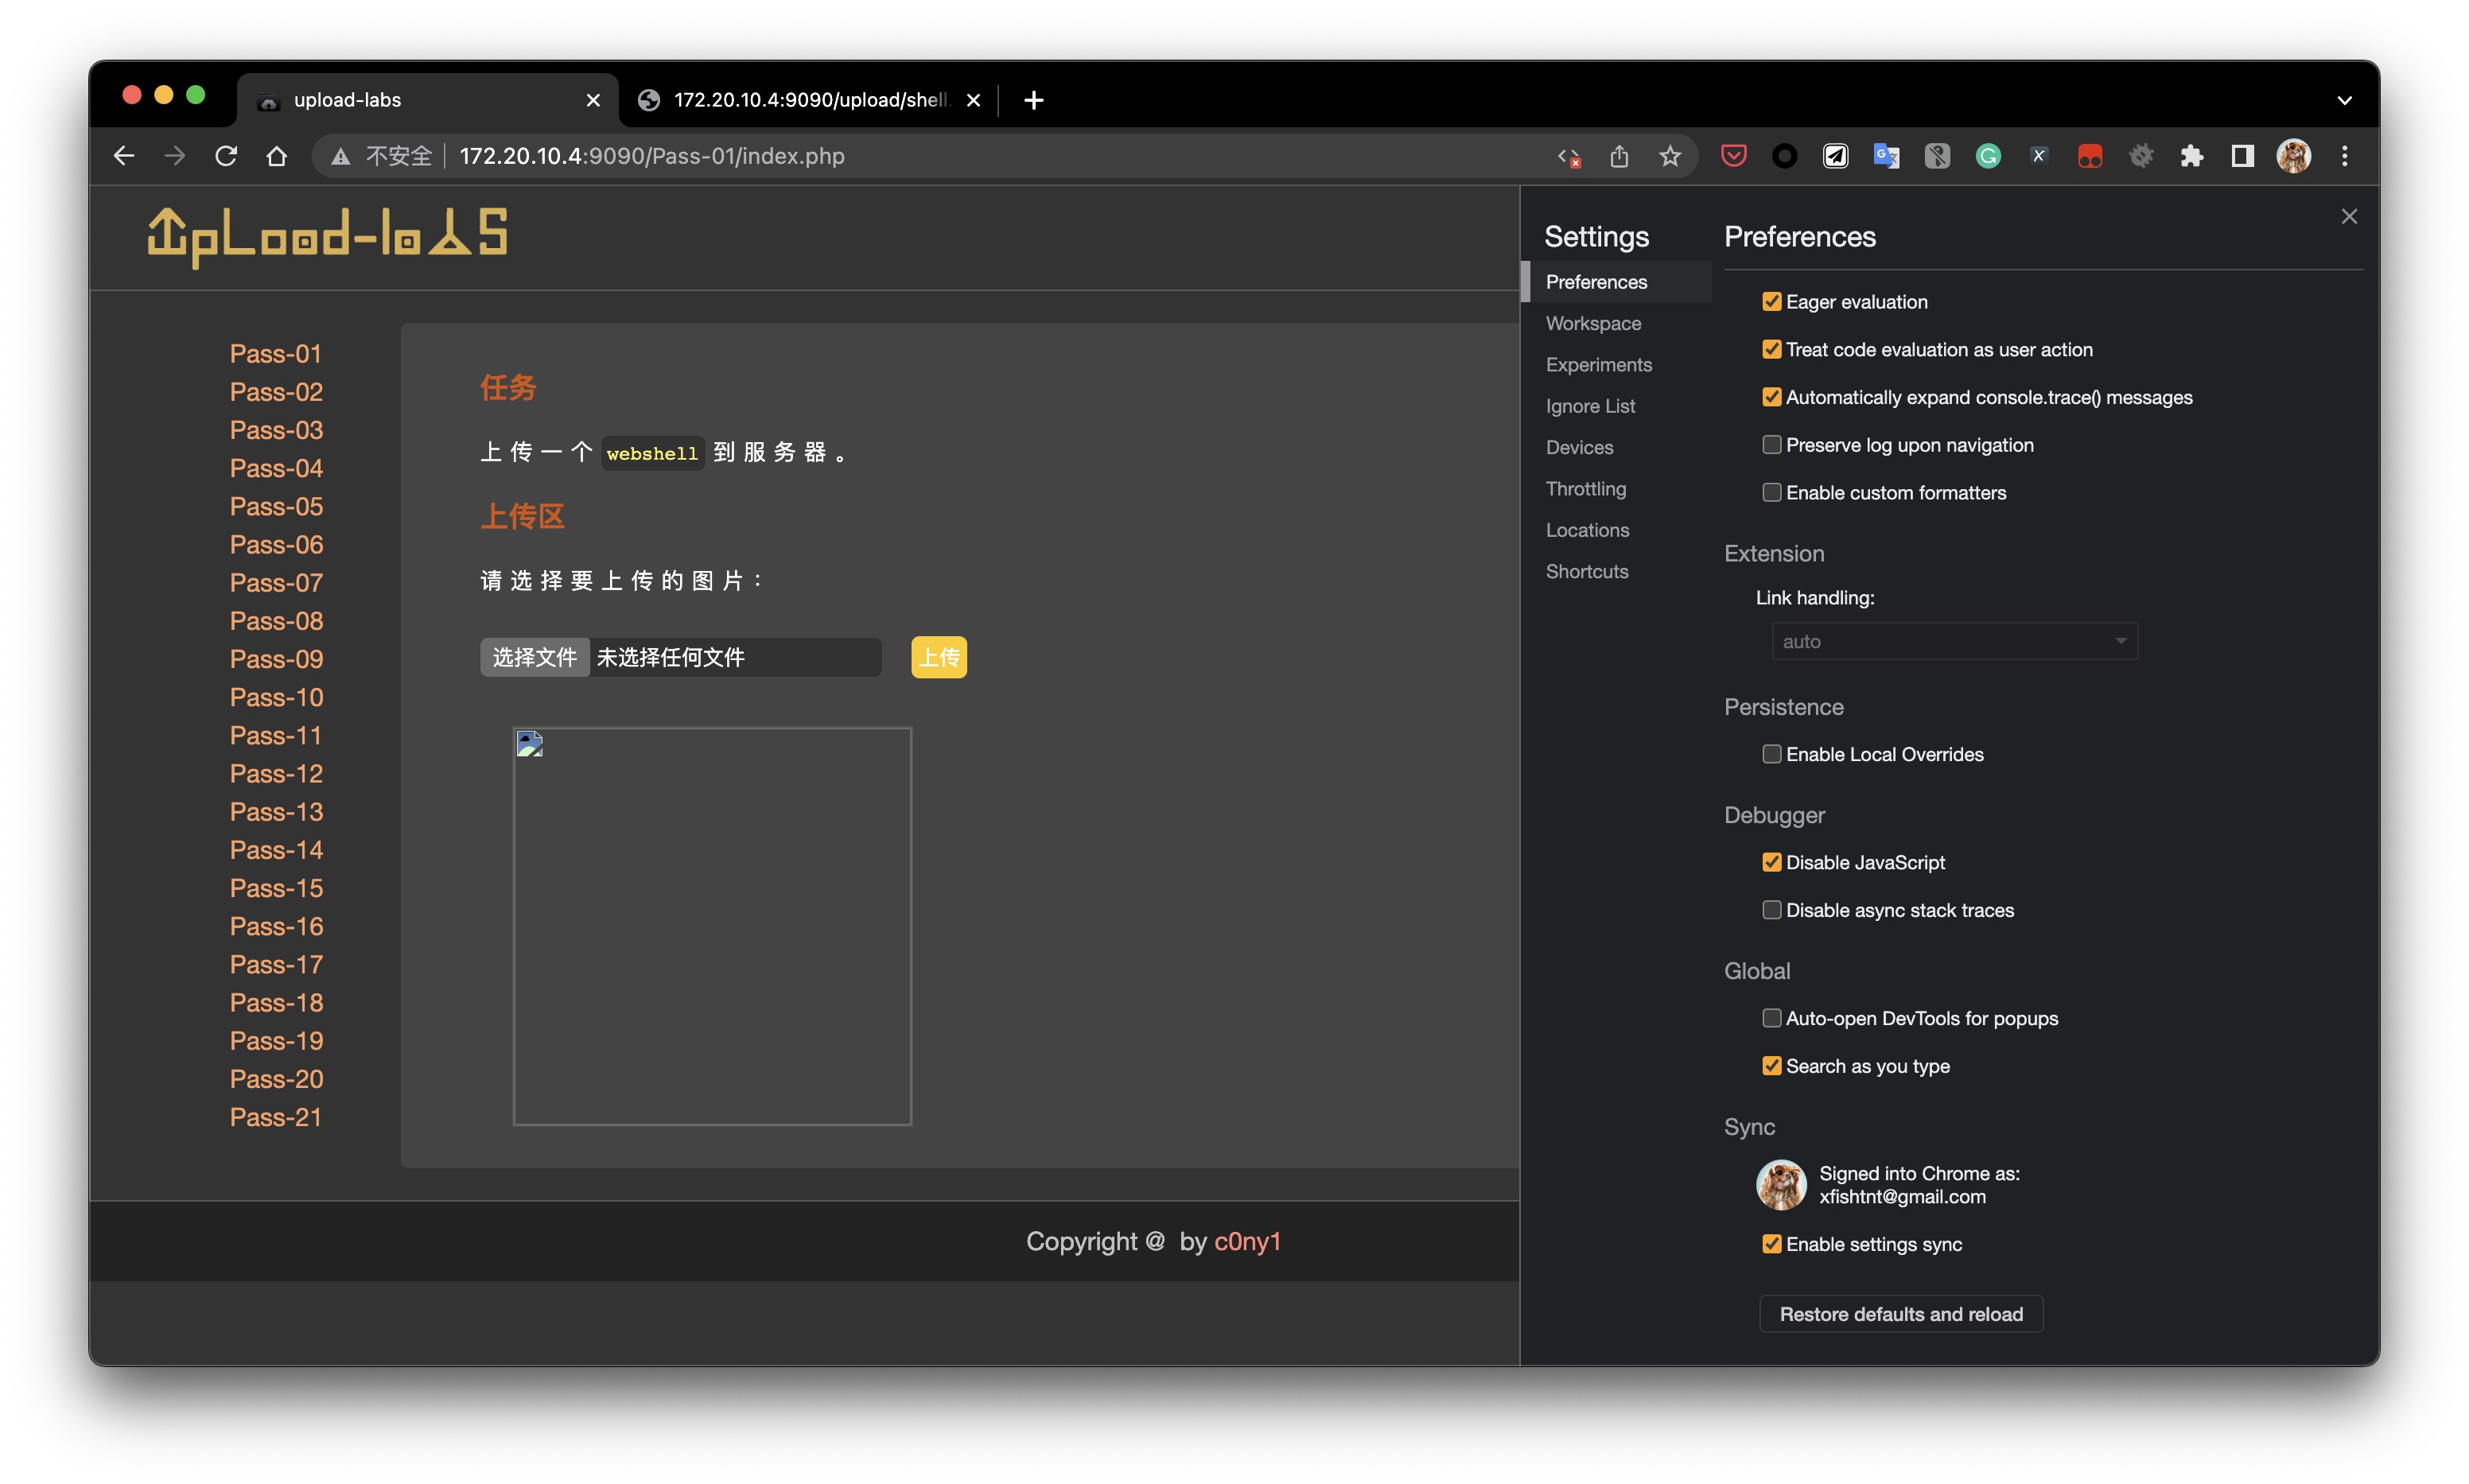 upload-labs
172.20.10.4:9090/upload/shell.
不安全
172.20.10.4:9090/Pass-01/index.php
UpLoad-labs
Pass-01
Pass-02
Pass-03
Pass-04
Pass-05
Pass-06
Pass-07
Pass-08
Pass-09
Pass-10
Pass-11
Pass-12
Pass-13
Pass-14
Pass-15
Pass-16
Pass-17
Pass-18
Pass-19
Pass-20
Pass-21
任务
上传一个 webshell 到服务器。
上传区
请选择要上传的图片：
选择文件 未选择任何文件 上传
Copyright @ by c0ny1
Settings
Preferences
Workspace
Experiments
Ignore List
Devices
Throttling
Locations
Shortcuts
Preferences
Eager evaluation
Treat code evaluation as user action
Automatically expand console.trace() messages
Preserve log upon navigation
Enable custom formatters
Extension
Link handling:
auto
Persistence
Enable Local Overrides
Debugger
Disable JavaScript
Disable async stack traces
Global
Auto-open DevTools for popups
Search as you type
Sync
Signed into Chrome as:
xfishtnt@gmail.com
Enable settings sync
Restore defaults and reload